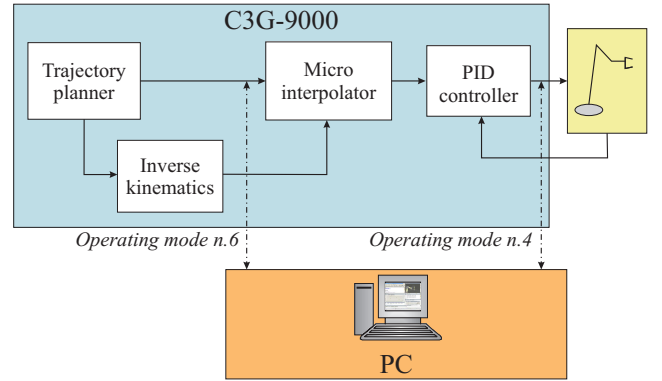 C3G-9000
Trajectory
planner
Micro
interpolator
PID
controller
Inverse
kinematics
Operating mode n.6
Operating mode n.4
PC